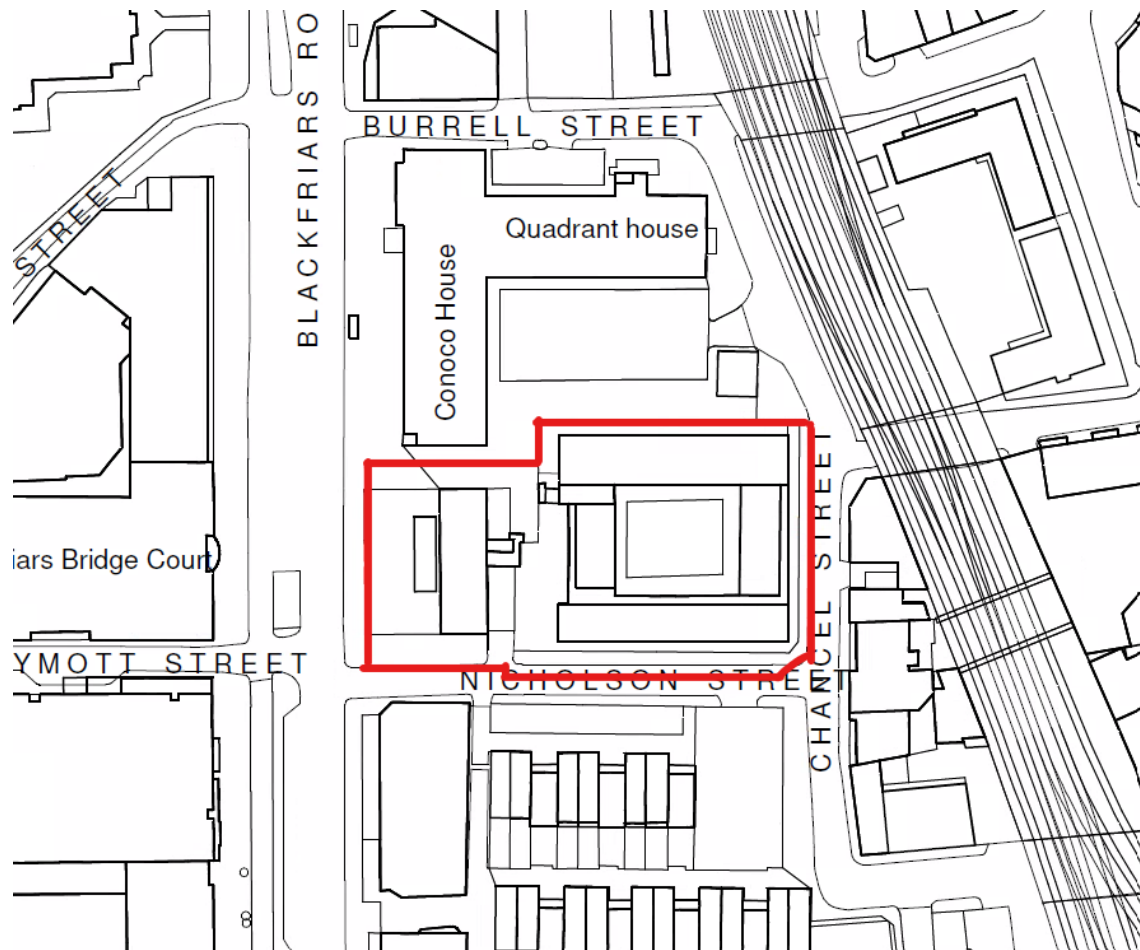 BLACKFRIARS RO
BURRELL STREET
STREET
Quadrant house
Conoco House
iars Bridge Court
YMOTT STREET
NICHOLSON STREET
CHANCEL STREET